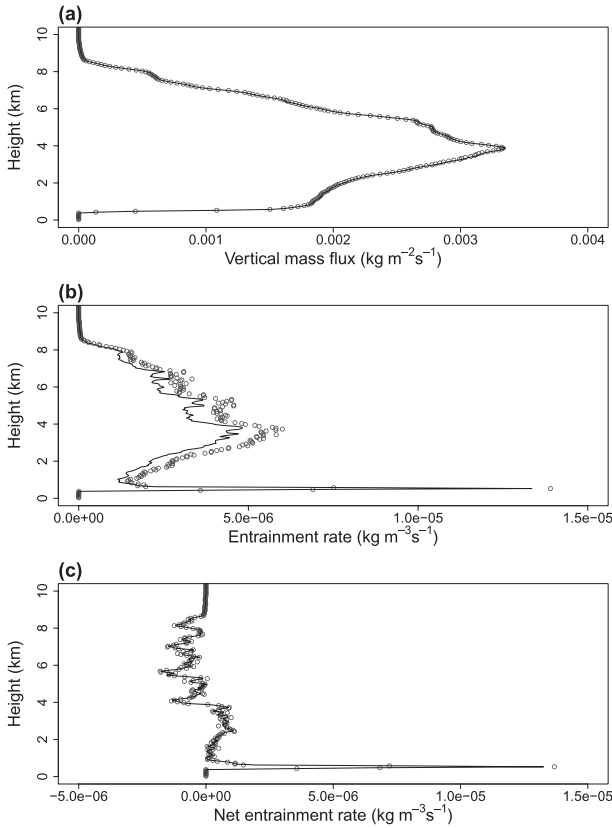 (a)
10
8
6
4
2
0
Height (km)
0.000 0.001 0.002 0.003 0.004
Vertical mass flux (kg m⁻²s⁻¹)
(b)
10
8
6
4
2
0
Height (km)
0.0e+00 5.0e-06 1.0e-05 1.5e-05
Entrainment rate (kg m⁻³s⁻¹)
(c)
10
8
6
4
2
0
Height (km)
−5.0e-06 0.0e+00 5.0e-06 1.0e-05 1.5e-05
Net entrainment rate (kg m⁻³s⁻¹)